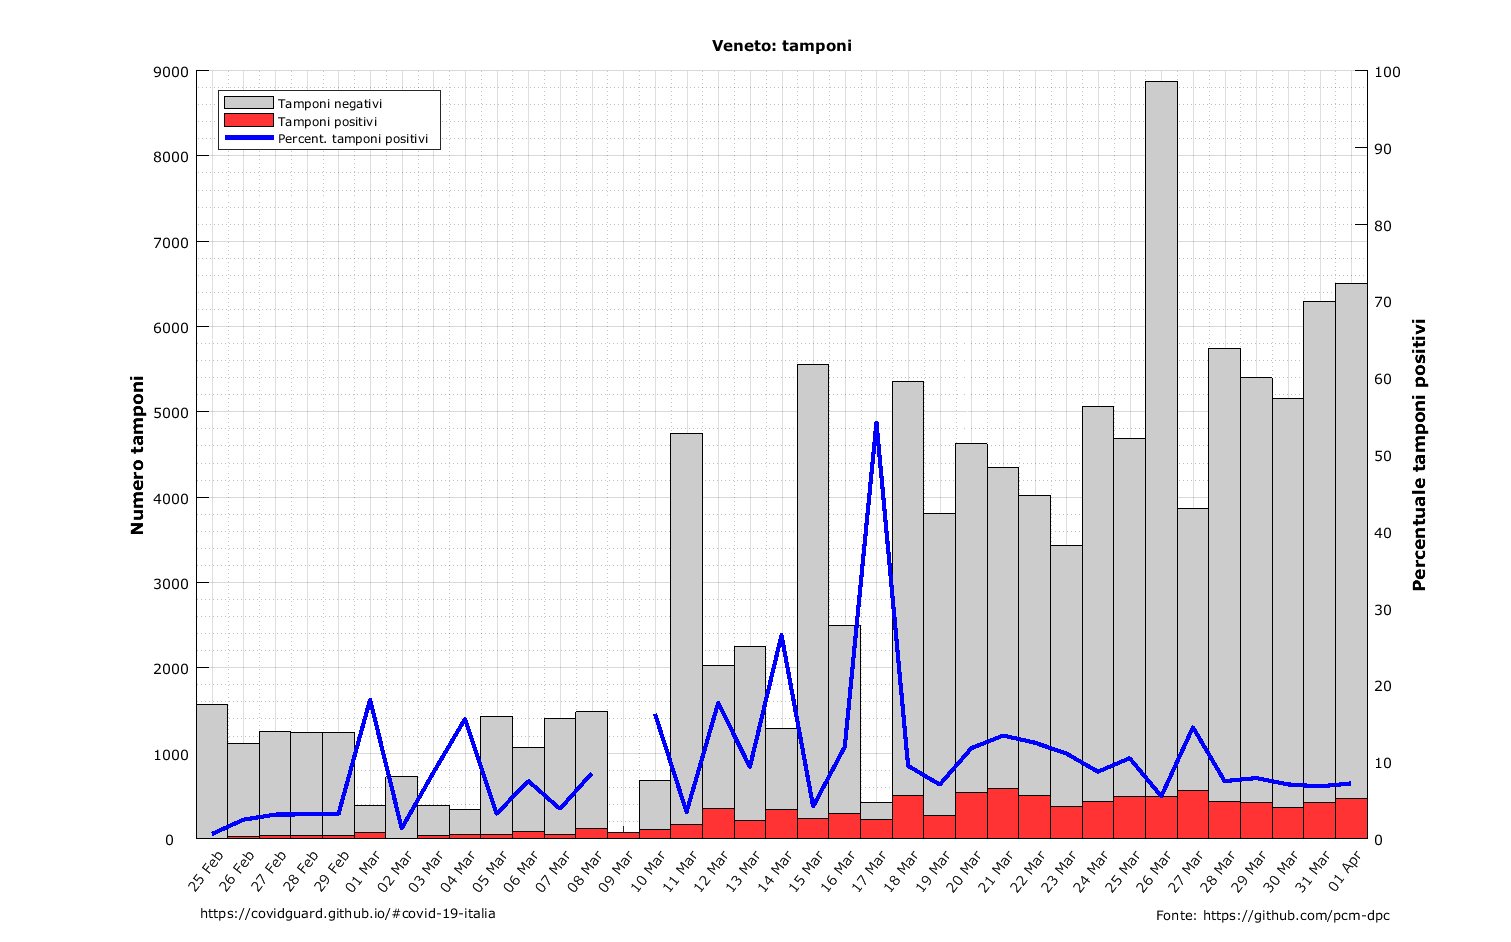 Veneto: tamponi
Tamponi negativi
Tamponi positivi
Percent. tamponi positivi
Numero tamponi
9000
8000
7000
6000
5000
4000
3000
2000
1000
0
100
90
80
70
60
50
40
30
20
10
0
Percentuale tamponi positivi
25 Feb
26 Feb
27 Feb
28 Feb
29 Feb
01 Mar
02 Mar
03 Mar
04 Mar
05 Mar
06 Mar
07 Mar
08 Mar
09 Mar
10 Mar
11 Mar
12 Mar
13 Mar
14 Mar
15 Mar
16 Mar
17 Mar
18 Mar
19 Mar
20 Mar
21 Mar
22 Mar
23 Mar
24 Mar
25 Mar
26 Mar
27 Mar
28 Mar
29 Mar
30 Mar
31 Mar
01 Apr
https://covidguard.github.io/#covid-19-italia
Fonte: https://github.com/pcm-dpc